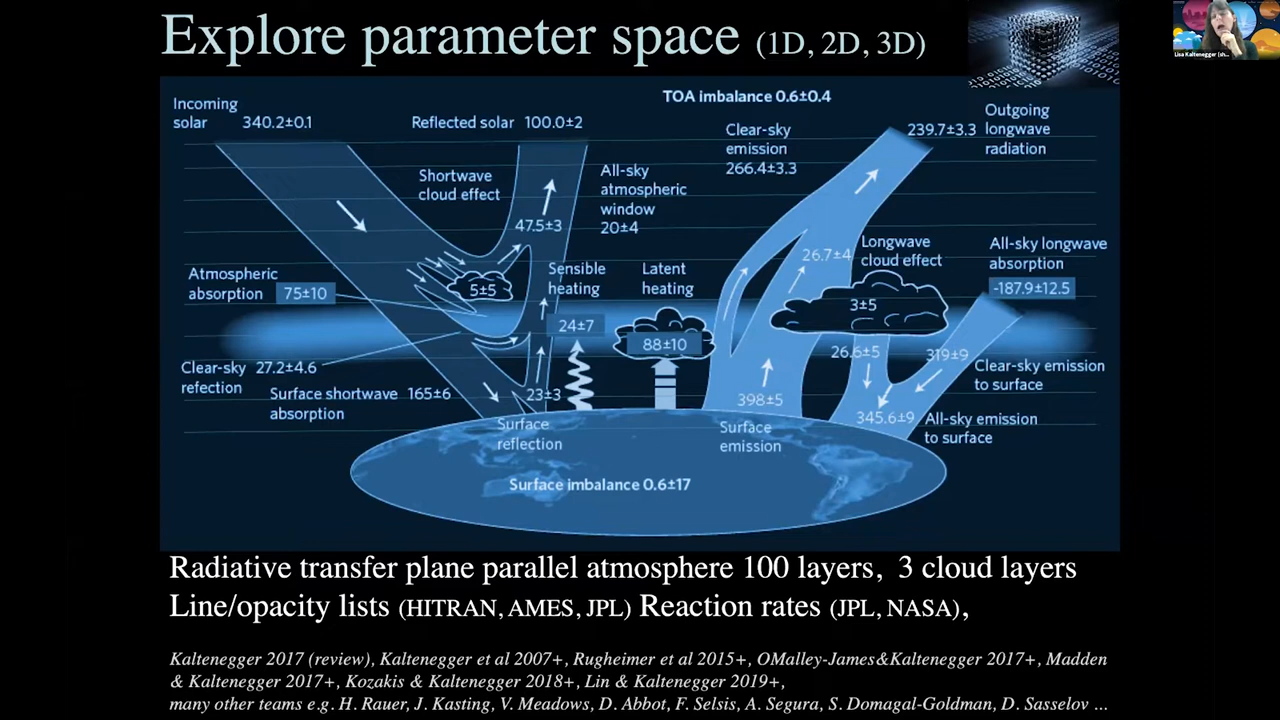 Explore parameter space (1D, 2D, 3D)
Lisa Kaltenegger
TOA imbalance 0.6±0.4
Incoming
solar 340.2±0.1
Reflected solar 100.0±2
Clear-sky
emission
266.4±3.3
239.7±3.3
Outgoing
longwave
radiation
Shortwave
cloud effect
47.5±3
All-sky
atmospheric
window
20±4
26.7±4
Longwave
cloud effect
All-sky longwave
absorption
-187.9±12.5
Atmospheric
absorption 75±10
5±5
Sensible
heating
24±7
Latent
heating
88±10
3±5
Clear-sky
refection 27.2±4.6
Surface shortwave
absorption 165±6
23±3
Surface
reflection
398±5
Surface
emission
26.6±5
319±9
Clear-sky emission
to surface
345.6±9
All-sky emission
to surface
Surface imbalance 0.6±17
Radiative transfer plane parallel atmosphere 100 layers, 3 cloud layers
Line/opacity lists (HITRAN, AMES, JPL) Reaction rates (JPL, NASA),
Kaltenegger 2017 (review), Kaltenegger et al 2007+, Rugheimer et al 2015+, OMalley-James&Kaltenegger 2017+, Madden
& Kaltenegger 2017+, Kozakis & Kaltenegger 2018+, Lin & Kaltenegger 2019+,
many other teams e.g. H. Rauer, J. Kasting, V. Meadows, D. Abbot, F. Selsis, A. Segura, S. Domagal-Goldman, D. Sasselov ...